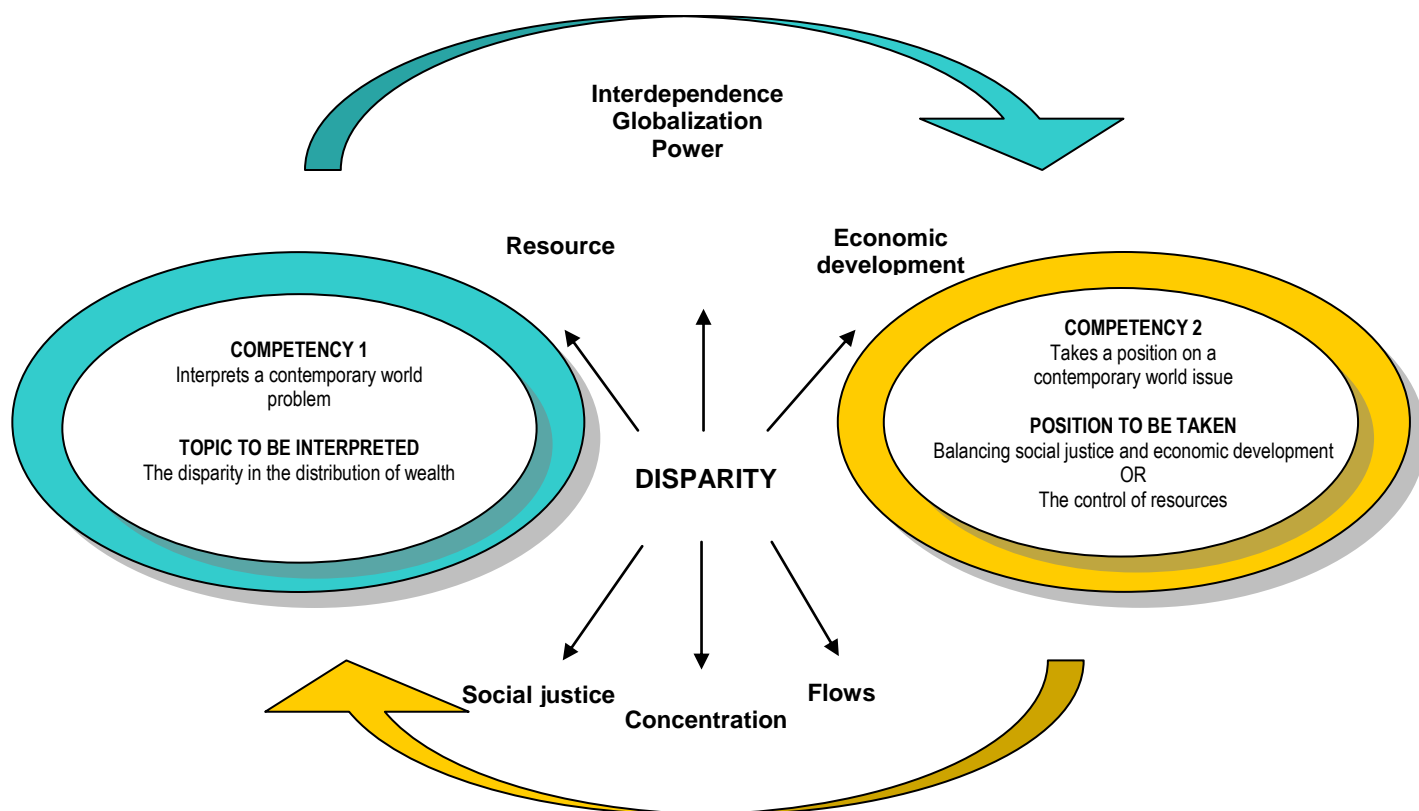 Interdependence
Globalization
Power
Resource
Economic
development
COMPETENCY 1
Interprets a contemporary world
problem
TOPIC TO BE INTERPRETED
The disparity in the distribution of wealth
DISPARITY
COMPETENCY 2
Takes a position on a
contemporary world issue
POSITION TO BE TAKEN
Balancing social justice and economic development
OR
The control of resources
Social justice
Concentration
Flows